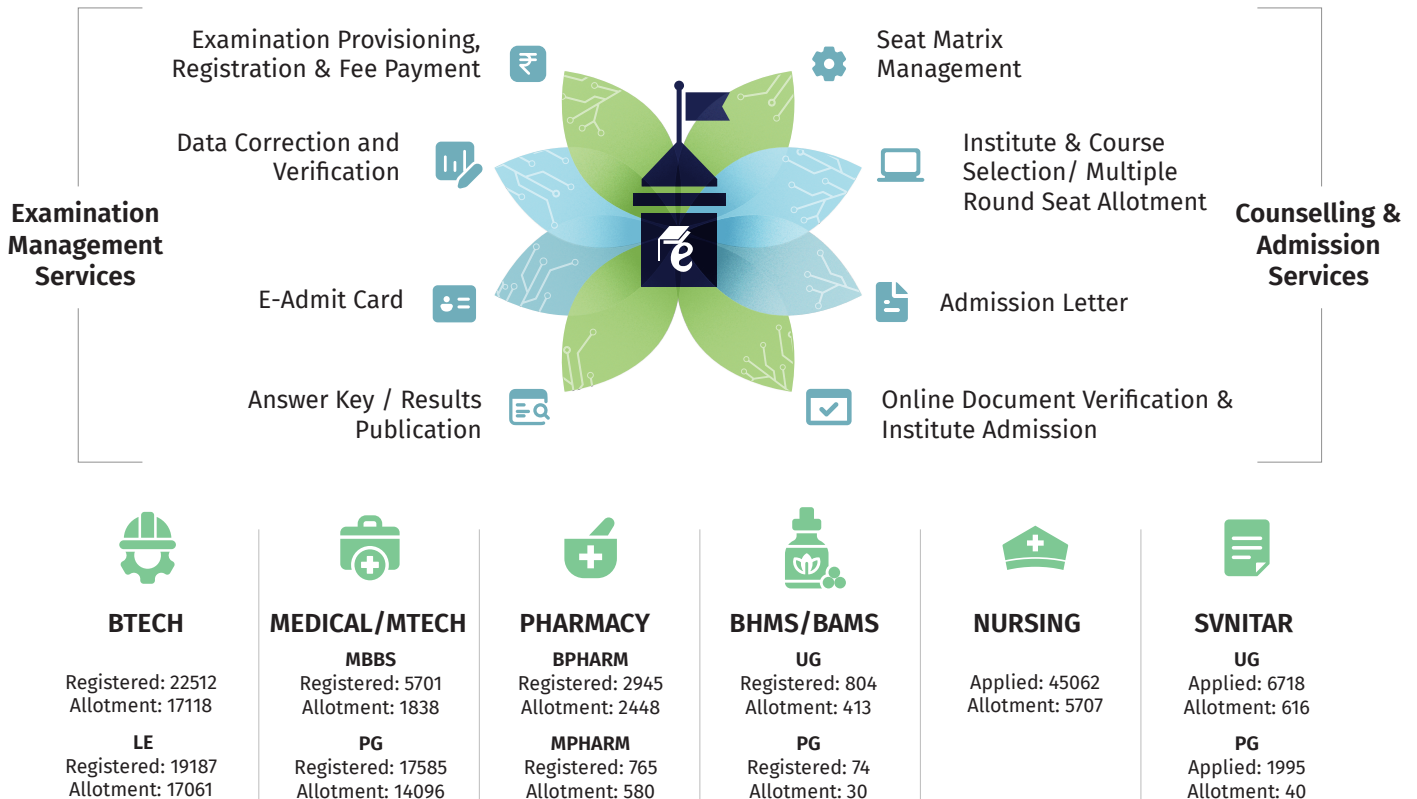 Examination
Management
Services
Examination Provisioning,
Registration & Fee Payment
Data Correction and
Verification
E-Admit Card
Answer Key / Results
Publication
₹
e
Seat Matrix
Management
Institute & Course
Selection/ Multiple
Round Seat Allotment
Admission Letter
Online Document Verification &
Institute Admission
Counselling &
Admission
Services
BTECH
Registered: 22512
Allotment: 17118
LE
Registered: 19187
Allotment: 17061
MEDICAL/MTECH
MBBS
Registered: 5701
Allotment: 1838
PG
Registered: 17585
Allotment: 14096
PHARMACY
BPHARM
Registered: 2945
Allotment: 2448
MPHARM
Registered: 765
Allotment: 580
BHMS/BAMS
UG
Registered: 804
Allotment: 413
PG
Registered: 74
Allotment: 30
NURSING
Applied: 45062
Allotment: 5707
SVNITAR
UG
Applied: 6718
Allotment: 616
PG
Applied: 1995
Allotment: 40